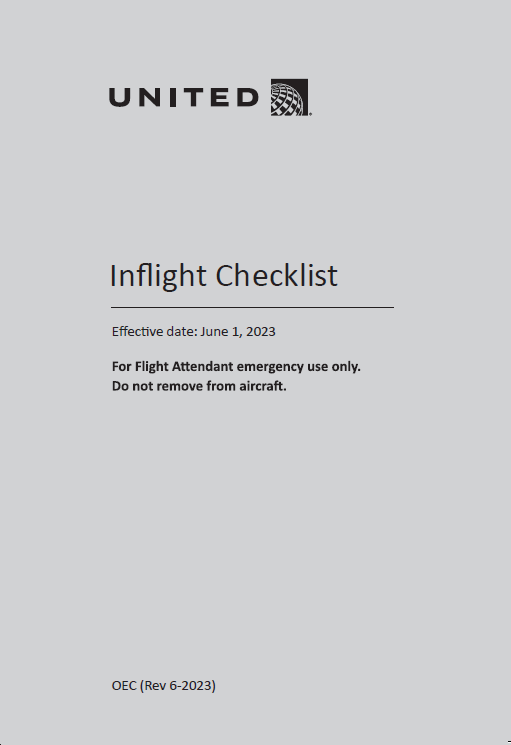 UNITED
Inflight Checklist
Effective date: June 1, 2023
For Flight Attendant emergency use only.
Do not remove from aircraft.
OEC (Rev 6-2023)